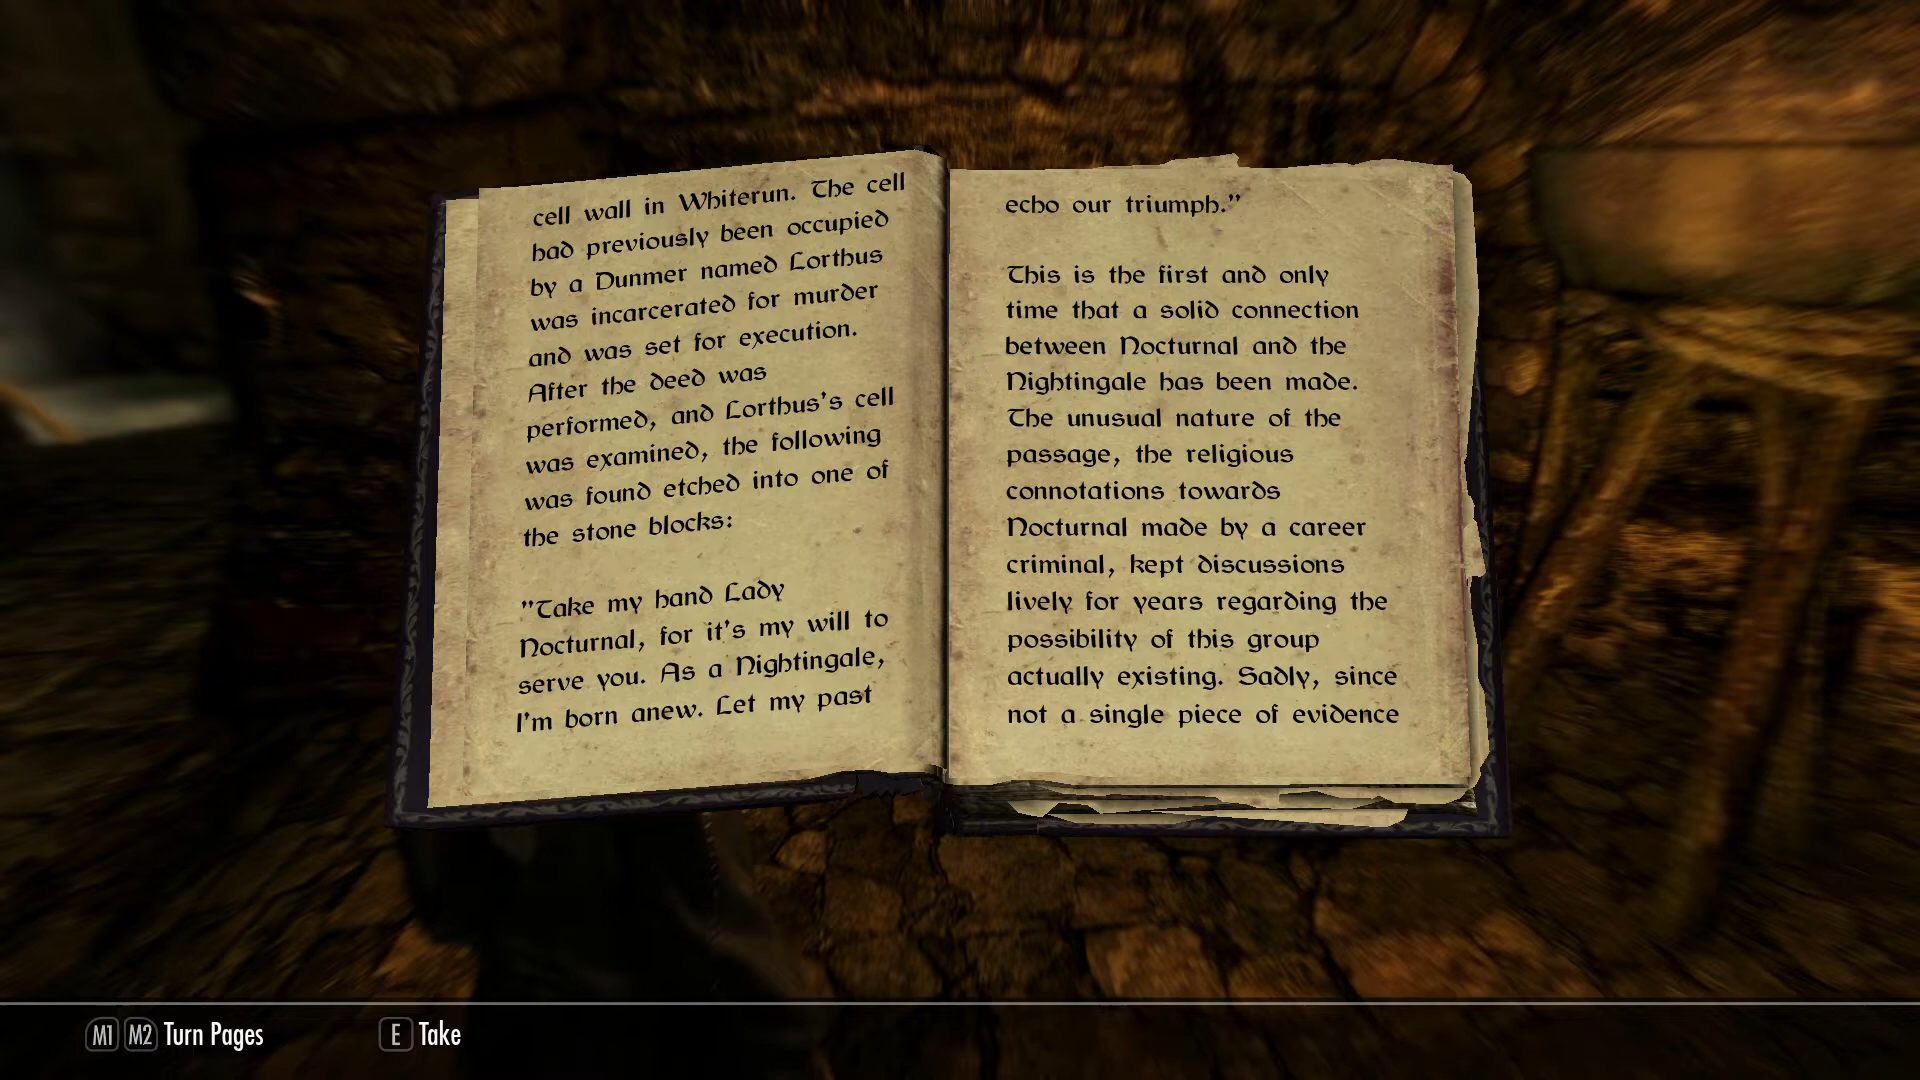 cell wall in Whiterun. The cell
had previously been occupied
by a Dunmer named Lorthus
was incarcerated for murder
and was set for execution.
After the deed was
performed, and Lorthus's cell
was examined, the following
was found etched into one of
the stone blocks:
"Take my hand Lady
Nocturnal, for it's my will to
serve you. As a Nightingale,
I'm born anew. Let my past
echo our triumph."
This is the first and only
time that a solid connection
between Nocturnal and the
Nightingale has been made.
The unusual nature of the
passage, the religious
connotations towards
Nocturnal made by a career
criminal, kept discussions
lively for years regarding the
possibility of this group
actually existing. Sadly, since
not a single piece of evidence
M1 M2 Turn Pages
E Take